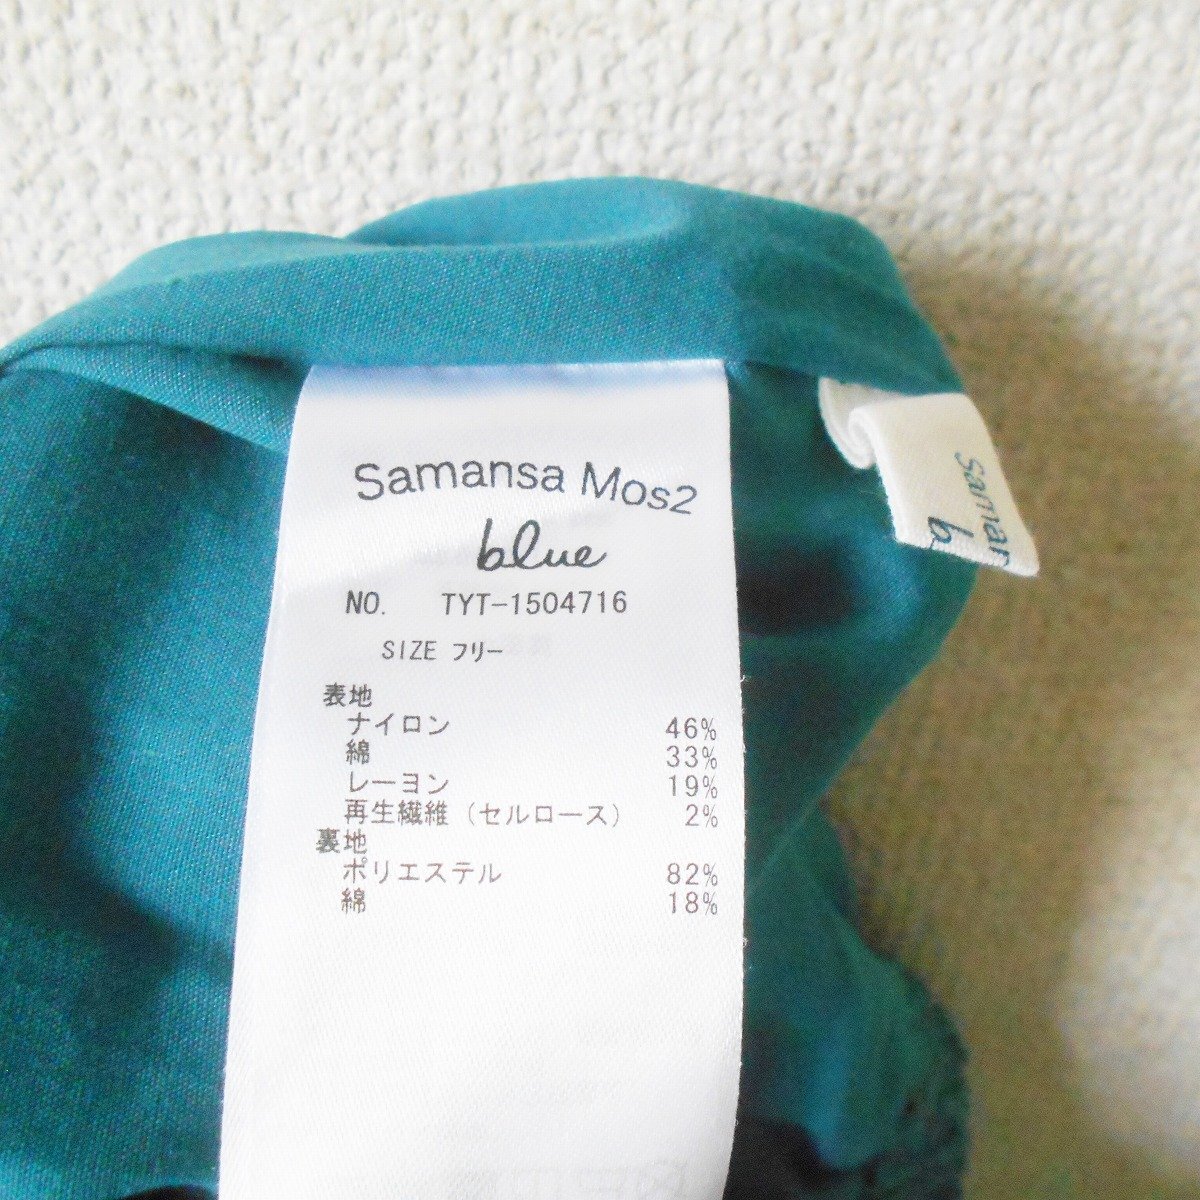 Samansa Mos2
blue
NO. TYT-1504716
SIZE フリー
表地
ナイロン 46%
綿 33%
レーヨン 19%
再生繊維（セルロース） 2%
裏地
ポリエステル 82%
綿 18%
Samar
b